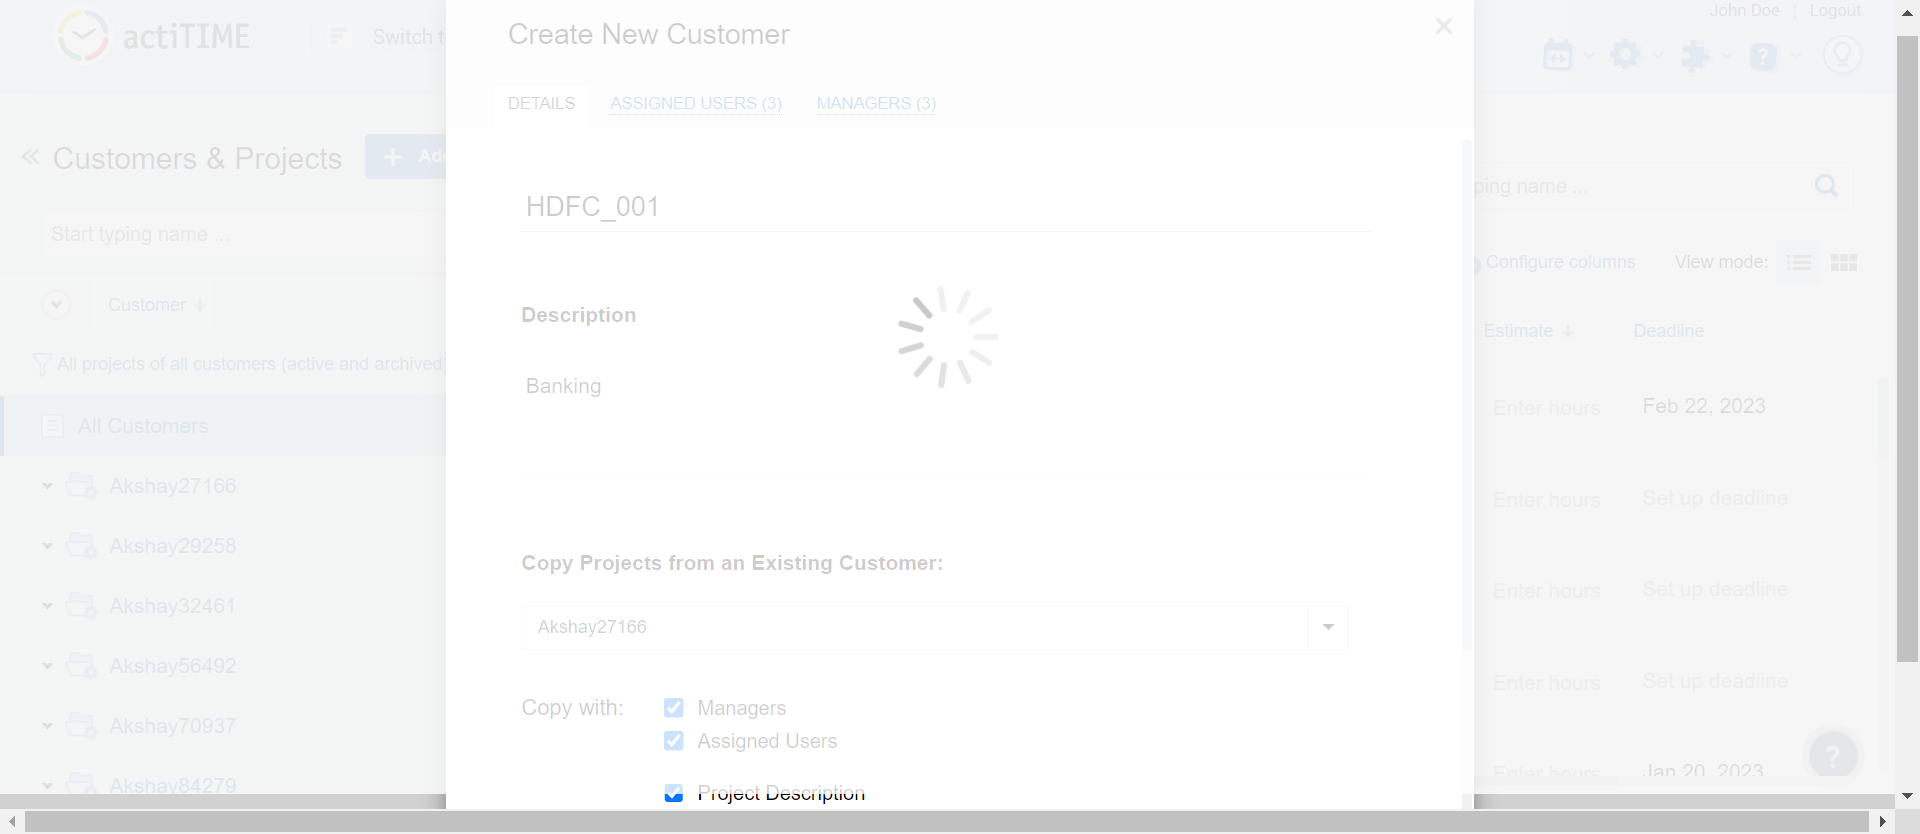 John Doe | Logout
actiTIME
Switch t
Create New Customer
DETAILS ASSIGNED USERS (3) MANAGERS (3)
Customers & Projects
Add
Start typing name ...
Customer
All projects of all customers (active and archived)
All Customers
Akshay27166
Akshay29258
Akshay32461
Akshay56492
Akshay70937
Akshay84279
HDFC_001
Description
Banking
Copy Projects from an Existing Customer:
Akshay27166
Copy with:
Managers
Assigned Users
Project Description
ping name ...
Configure columns View mode:
Estimate Deadline
Enter hours Feb 22, 2023
Enter hours Set up deadline
Enter hours Set up deadline
Enter hours Set up deadline
Enter hours Jan 20, 2023